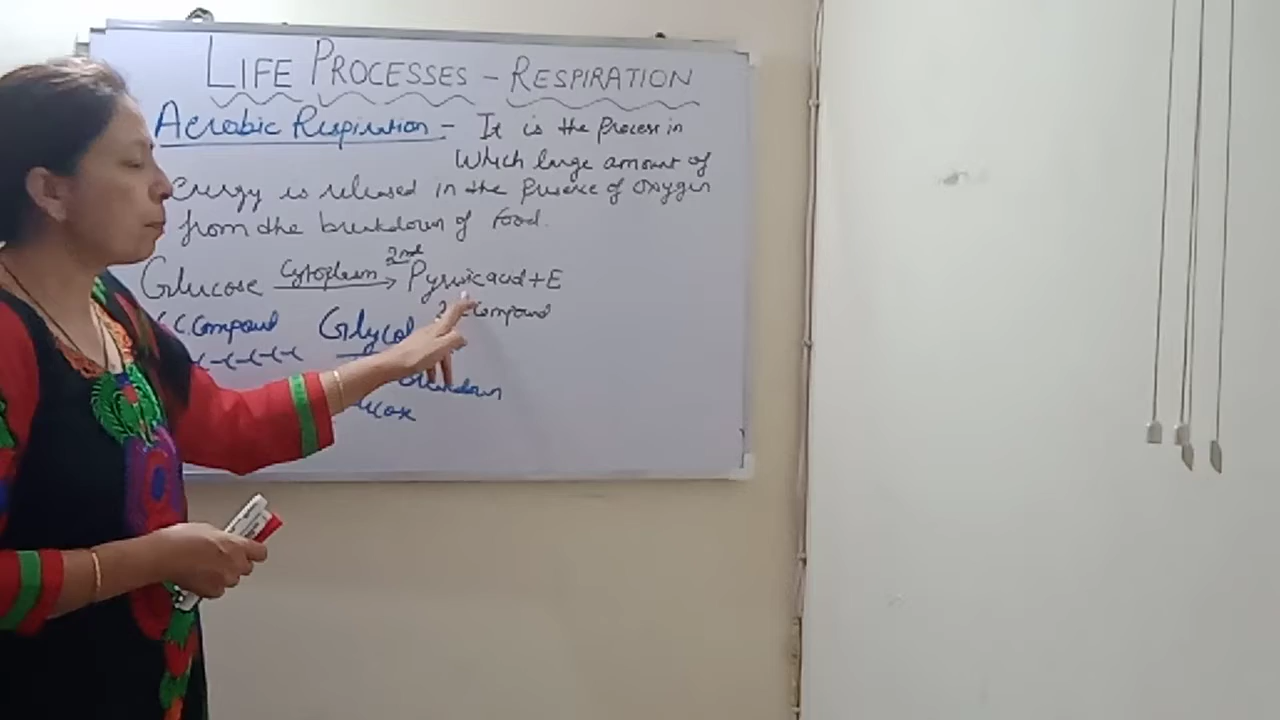 LIFE PROCESSES - RESPIRATION
Aerobic Respiration - It is the Process in
Which large amount of
energy is released in the presence of oxygen
from the breakdown of food.
2nd
Glucose Cytoplasm → Pyruvic acid + E
C. Compound Glycol Compound
C-C-C-C-C